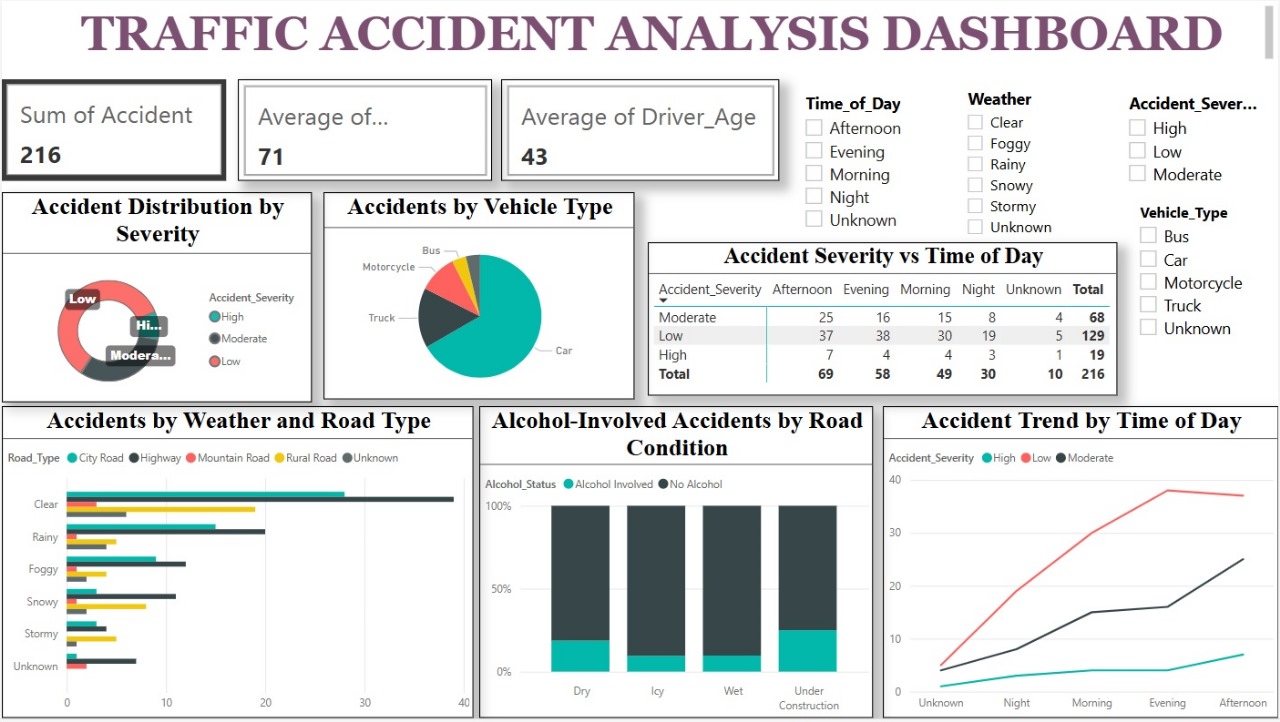 TRAFFIC ACCIDENT ANALYSIS DASHBOARD
Sum of Accident
216
Average of...
71
Average of Driver_Age
43
Time_of_Day
Afternoon
Evening
Morning
Night
Unknown
Weather
Clear
Foggy
Rainy
Snowy
Stormy
Unknown
Accident_Sever...
High
Low
Moderate
Vehicle_Type
Bus
Car
Motorcycle
Truck
Unknown
Accident Distribution by
Severity
Low
Hi...
Modera...
Accident_Severity
High
Moderate
Low
Accidents by Vehicle Type
Bus
Motorcycle
Truck
Car
Accident Severity vs Time of Day
Accident_Severity Afternoon Evening Morning Night Unknown Total
Moderate 25 16 15 8 4 68
Low 37 38 30 19 5 129
High 7 4 4 3 1 19
Total 69 58 49 30 10 216
Accidents by Weather and Road Type
Road_Type City Road Highway Mountain Road Rural Road Unknown
Clear
Rainy
Foggy
Snowy
Stormy
Unknown
0 10 20 30 40
Alcohol-Involved Accidents by Road
Condition
Alcohol_Status Alcohol Involved No Alcohol
100%
50%
0%
Dry Icy Wet Under
Construction
Accident Trend by Time of Day
Accident_Severity High Low Moderate
40
30
20
10
0
Unknown Night Morning Evening Afternoon